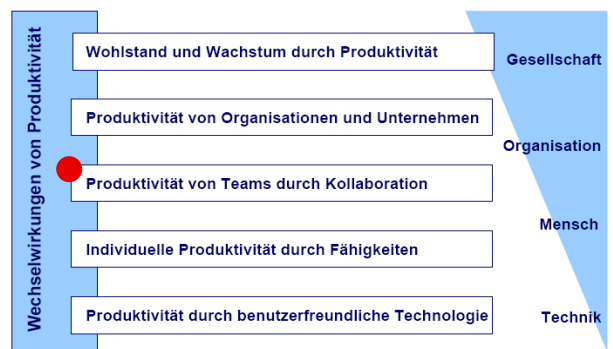 Wechselwirkungen von Produktivität
Wohlstand und Wachstum durch Produktivität
Gesellschaft
Produktivität von Organisationen und Unternehmen
Organisation
Produktivität von Teams durch Kollaboration
Mensch
Individuelle Produktivität durch Fähigkeiten
Produktivität durch benutzerfreundliche Technologie
Technik